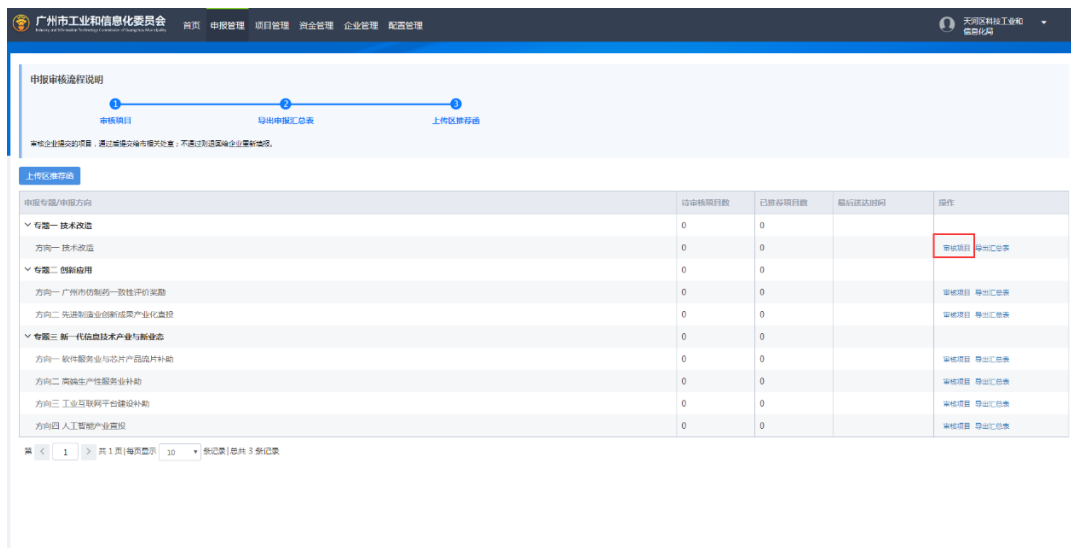 广州市工业和信息化委员会 首页 申报管理 项目管理 资金管理 企业管理 配置管理
天河区科技工业和
信息化局
申报审核流程说明
1 2 3
审核项目 导出申报汇总表 上传区推荐函
审核企业提交的项目，通过后提交给市相关处室；不通过则退回给企业重新填报。
上传区推荐函
申报专题/申报方向 待审核项目数 已推荐项目数 最后送达时间 操作
专题一 技术改造 0 0
方向一 技术改造 0 0 审核项目 导出汇总表
专题二 创新应用 0 0
方向一 广州市仿制药一致性评价奖励 0 0 审核项目 导出汇总表
方向二 先进制造业创新成果产业化直投 0 0 审核项目 导出汇总表
专题三 新一代信息技术产业与新业态 0 0
方向一 软件服务业与芯片产品流片补助 0 0 审核项目 导出汇总表
方向二 高端生产性服务业补助 0 0 审核项目 导出汇总表
方向三 工业互联网平台建设补助 0 0 审核项目 导出汇总表
方向四 人工智能产业直投 0 0 审核项目 导出汇总表
第 < 1 > 共 1 页|每页显示 10 条记录|总共 3 条记录